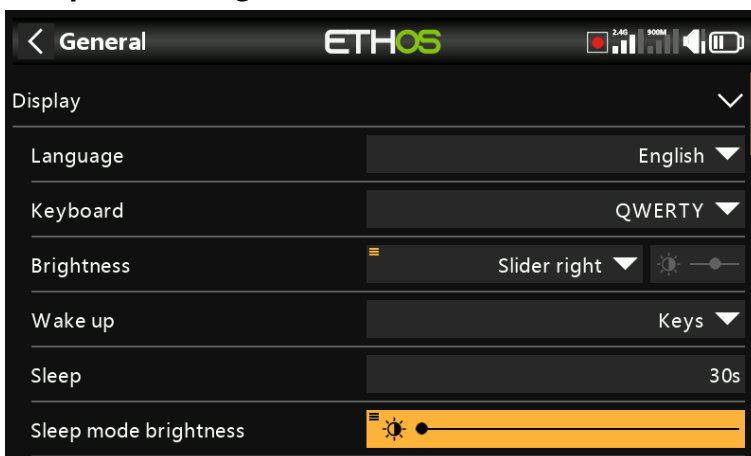 General
ETHOS
2.4G
900M
Display
Language
English
Keyboard
QWERTY
Brightness
Slider right
Wake up
Keys
Sleep
30s
Sleep mode brightness